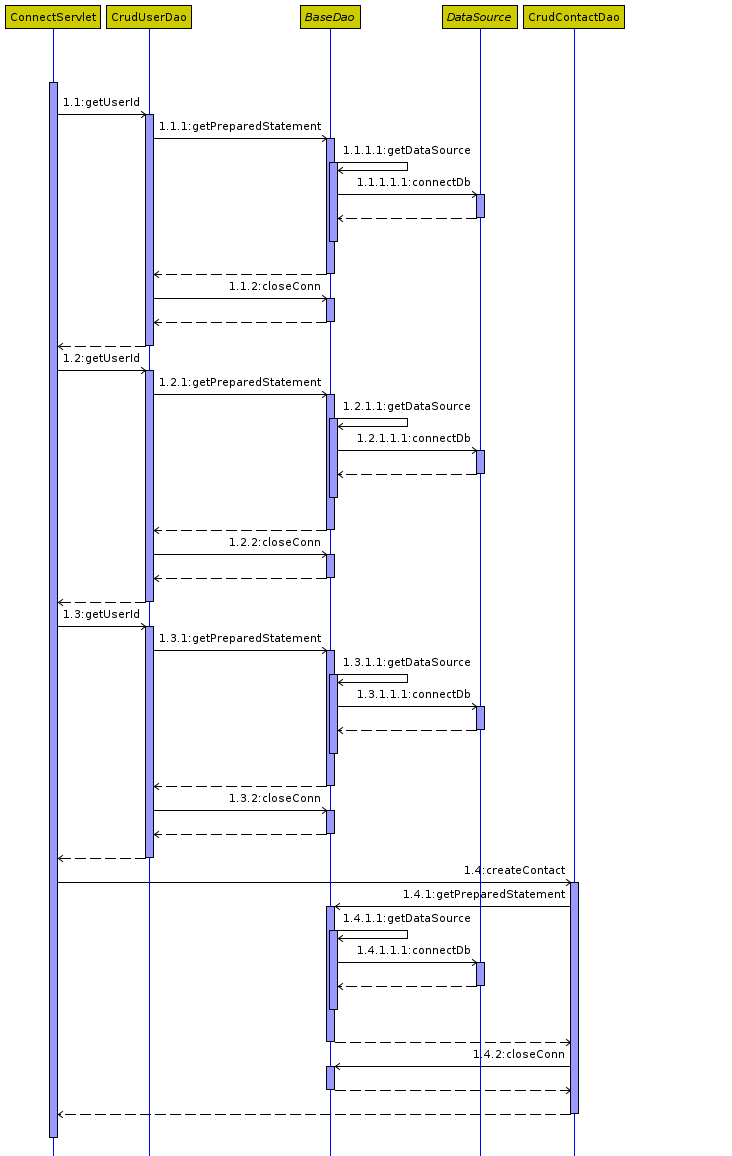 ConnectServlet CrudUserDao BaseDao DataSource CrudContactDao
1.1:getUserId
1.1.1:getPreparedStatement
1.1.1.1:getDataSource
1.1.1.1.1:connectDb
1.1.2:closeConn
1.2:getUserId
1.2.1:getPreparedStatement
1.2.1.1:getDataSource
1.2.1.1.1:connectDb
1.2.2:closeConn
1.3:getUserId
1.3.1:getPreparedStatement
1.3.1.1:getDataSource
1.3.1.1.1:connectDb
1.3.2:closeConn
1.4:createContact
1.4.1:getPreparedStatement
1.4.1.1:getDataSource
1.4.1.1.1:connectDb
1.4.2:closeConn